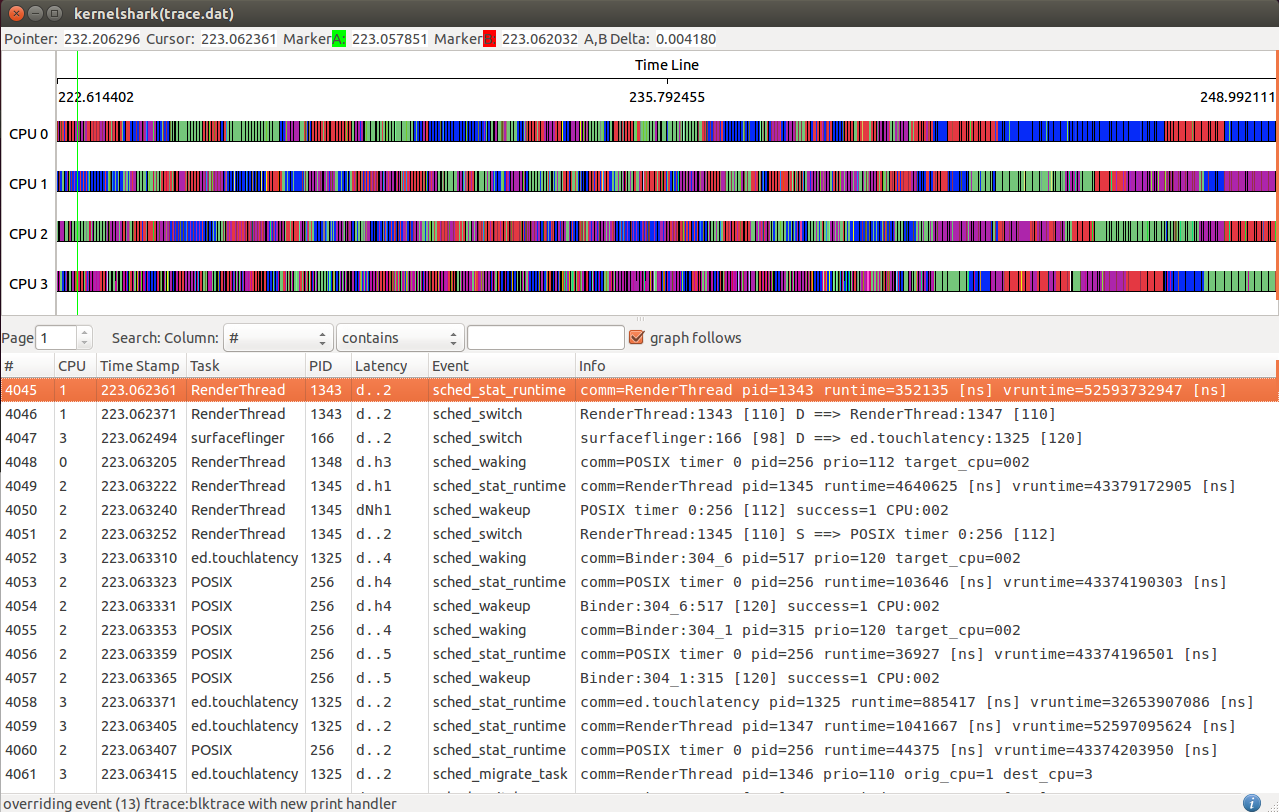 kernelshark(trace.dat)
Pointer: 232.206296 Cursor: 223.062361 Marker A: 223.057851 Marker B: 223.062032 A,B Delta: 0.004180
Time Line
222.614402 235.792455 248.992111
CPU 0
CPU 1
CPU 2
CPU 3
Page 1 Search: Column: # contains graph follows
# CPU Time Stamp Task PID Latency Event Info
4045 1 223.062361 RenderThread 1343 d..2 sched_stat_runtime comm=RenderThread pid=1343 runtime=352135 [ns] vruntime=52593732947 [ns]
4046 1 223.062371 RenderThread 1343 d..2 sched_switch RenderThread:1343 [110] D ==> RenderThread:1347 [110]
4047 3 223.062494 surfaceflinger 166 d..2 sched_switch surfaceflinger:166 [98] D ==> ed.touchlatency:1325 [120]
4048 0 223.063205 RenderThread 1348 d.h3 sched_waking comm=POSIX timer 0 pid=256 prio=112 target_cpu=002
4049 2 223.063222 RenderThread 1345 d.h1 sched_stat_runtime comm=RenderThread pid=1345 runtime=4640625 [ns] vruntime=43379172905 [ns]
4050 2 223.063240 RenderThread 1345 dNh1 sched_wakeup POSIX timer 0:256 [112] success=1 CPU:002
4051 2 223.063252 RenderThread 1345 d..2 sched_switch RenderThread:1345 [110] S ==> POSIX timer 0:256 [112]
4052 3 223.063310 ed.touchlatency 1325 d..4 sched_waking comm=Binder:304_6 pid=517 prio=120 target_cpu=002
4053 2 223.063323 POSIX 256 d.h4 sched_stat_runtime comm=POSIX timer 0 pid=256 runtime=103646 [ns] vruntime=43374190303 [ns]
4054 2 223.063331 POSIX 256 d.h4 sched_wakeup Binder:304_6:517 [120] success=1 CPU:002
4055 2 223.063353 POSIX 256 d..4 sched_waking comm=Binder:304_1 pid=315 prio=120 target_cpu=002
4056 2 223.063359 POSIX 256 d..5 sched_stat_runtime comm=POSIX timer 0 pid=256 runtime=36927 [ns] vruntime=43374196501 [ns]
4057 2 223.063365 POSIX 256 d..5 sched_wakeup Binder:304_1:315 [120] success=1 CPU:002
4058 3 223.063371 ed.touchlatency 1325 d..2 sched_stat_runtime comm=ed.touchlatency pid=1325 runtime=885417 [ns] vruntime=32653907086 [ns]
4059 3 223.063405 ed.touchlatency 1325 d..2 sched_stat_runtime comm=RenderThread pid=1347 runtime=1041667 [ns] vruntime=52597095624 [ns]
4060 2 223.063407 POSIX 256 d..2 sched_stat_runtime comm=POSIX timer 0 pid=256 runtime=44375 [ns] vruntime=43374203950 [ns]
4061 3 223.063415 ed.touchlatency 1325 d..2 sched_migrate_task comm=RenderThread pid=1346 prio=110 orig_cpu=1 dest_cpu=3
overriding event (13) ftrace:blktrace with new print handler